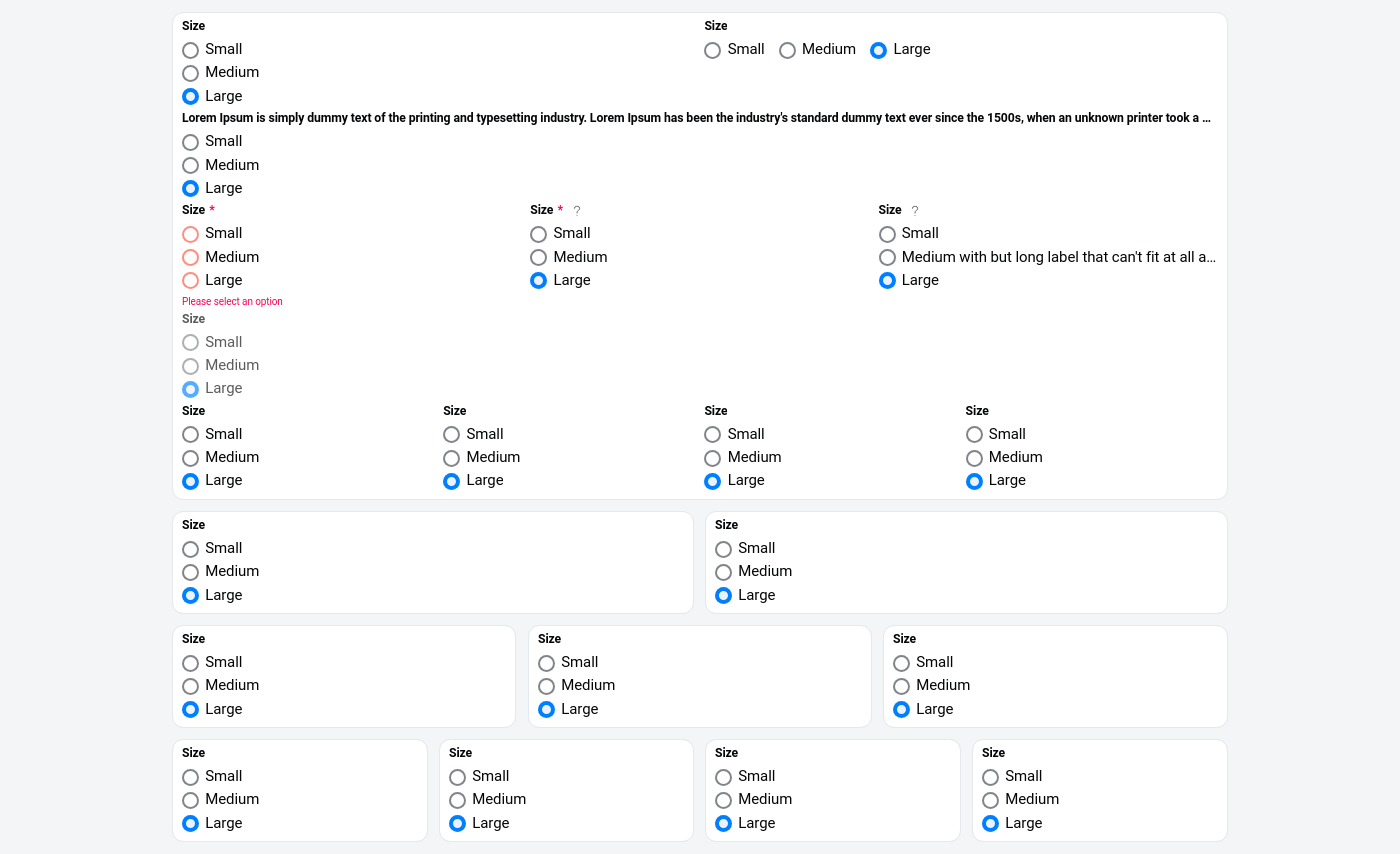 Size
Small
Medium
Large
Size
Small Medium Large
Lorem Ipsum is simply dummy text of the printing and typesetting industry. Lorem Ipsum has been the industry's standard dummy text ever since the 1500s, when an unknown printer took a ...
Small
Medium
Large
Size *
Small
Medium
Large
Please select an option
Size * ?
Small
Medium
Large
Size ?
Small
Medium with but long label that can't fit at all a...
Large
Size
Small
Medium
Large
Size
Small
Medium
Large
Size
Small
Medium
Large
Size
Small
Medium
Large
Size
Small
Medium
Large
Size
Small
Medium
Large
Size
Small
Medium
Large
Size
Small
Medium
Large
Size
Small
Medium
Large
Size
Small
Medium
Large
Size
Small
Medium
Large
Size
Small
Medium
Large
Size
Small
Medium
Large
Size
Small
Medium
Large